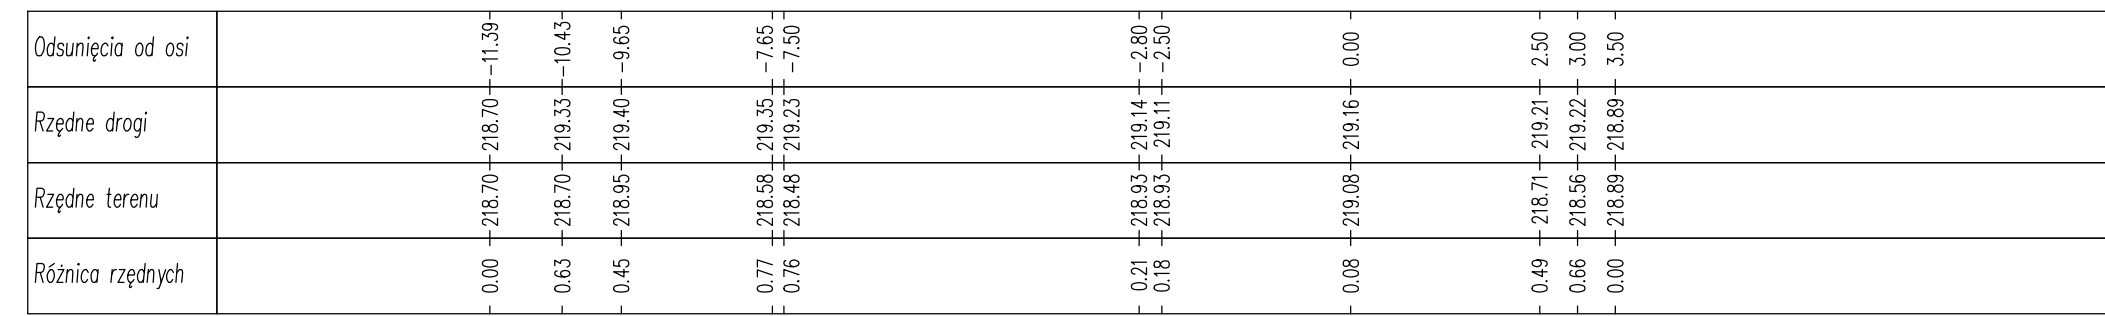 Odsunięcia od osi -11.39 -10.43 -9.65 -7.65 -7.50 -2.80 -2.50 0.00 2.50 3.00 3.50
Rzędne drogi 218.70 219.33 219.40 219.35 219.23 219.14 219.11 219.16 219.21 219.22 218.89
Rzędne terenu 218.70 218.70 218.95 218.58 218.48 218.93 218.93 219.08 218.71 218.56 218.89
Różnica rzędnych 0.00 0.63 0.45 0.77 0.76 0.21 0.18 0.08 0.49 0.66 0.00